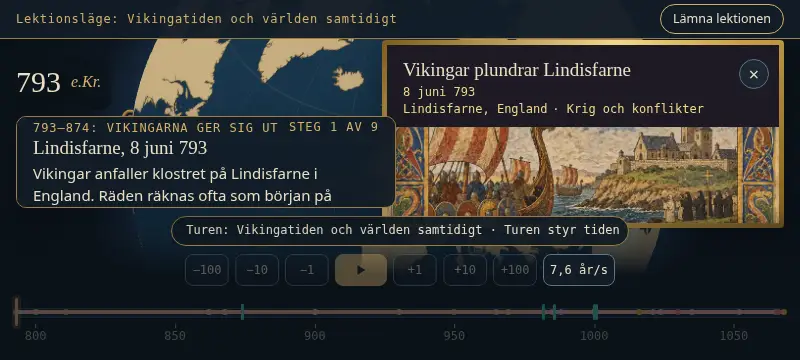 Lektionsläge: Vikingatiden och världen samtidigt
Lämna lektionen
793 e.Kr.
793–874: VIKINGARNA GER SIG UT STEG 1 AV 9
Lindisfarne, 8 juni 793
Vikingar anfaller klostret på Lindisfarne i
England. Räden räknas ofta som början på
Vikingar plundrar Lindisfarne
8 juni 793
Lindisfarne, England · Krig och konflikter
×
Turen: Vikingatiden och världen samtidigt · Turen styr tiden
−100 −10 −1 +1 +10 +100 7,6 år/s
800 850 900 950 1000 1050